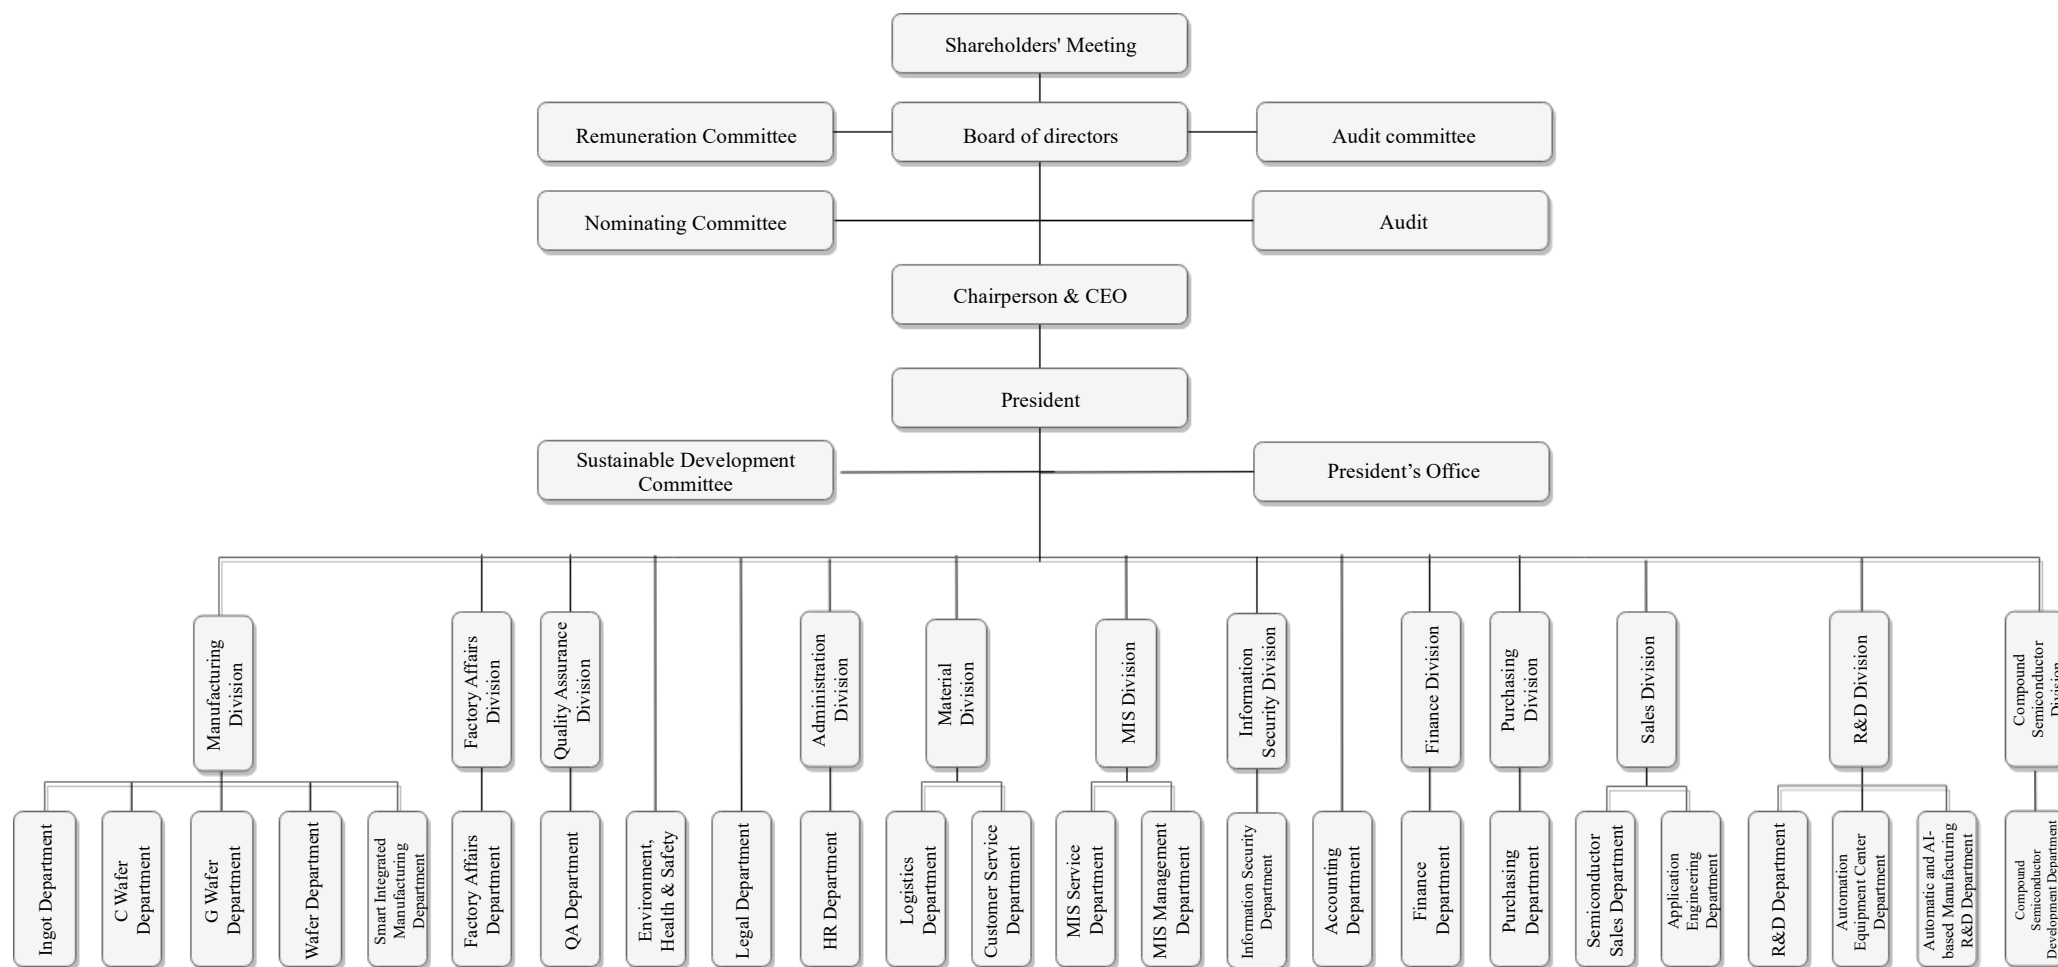 Shareholders' Meeting
Remuneration Committee
Board of directors
Audit committee
Nominating Committee
Audit
Chairperson & CEO
President
Sustainable Development
Committee
President’s Office
Manufacturing
Division
Factory Affairs
Division
Quality Assurance
Division
Administration
Division
Material
Division
MIS Division
Information
Security Division
Finance Division
Purchasing
Division
Sales Division
R&D Division
Compound
Semiconductor
Division
Ingot Department
C Wafer
Department
G Wafer
Department
Wafer Department
Smart Integrated
Manufacturing
Department
Factory Affairs
Department
QA Department
Environment,
Health & Safety
Legal Department
HR Department
Logistics
Department
Customer Service
Department
MIS Service
Department
MIS Management
Department
Information Security
Department
Accounting
Department
Finance
Department
Purchasing
Department
Semiconductor
Sales Department
Application
Engineering
Department
R&D Department
Automation
Equipment Center
Department
Automatic and AI-
based Manufacturing
R&D Department
Compound
Semiconductor
Development Department